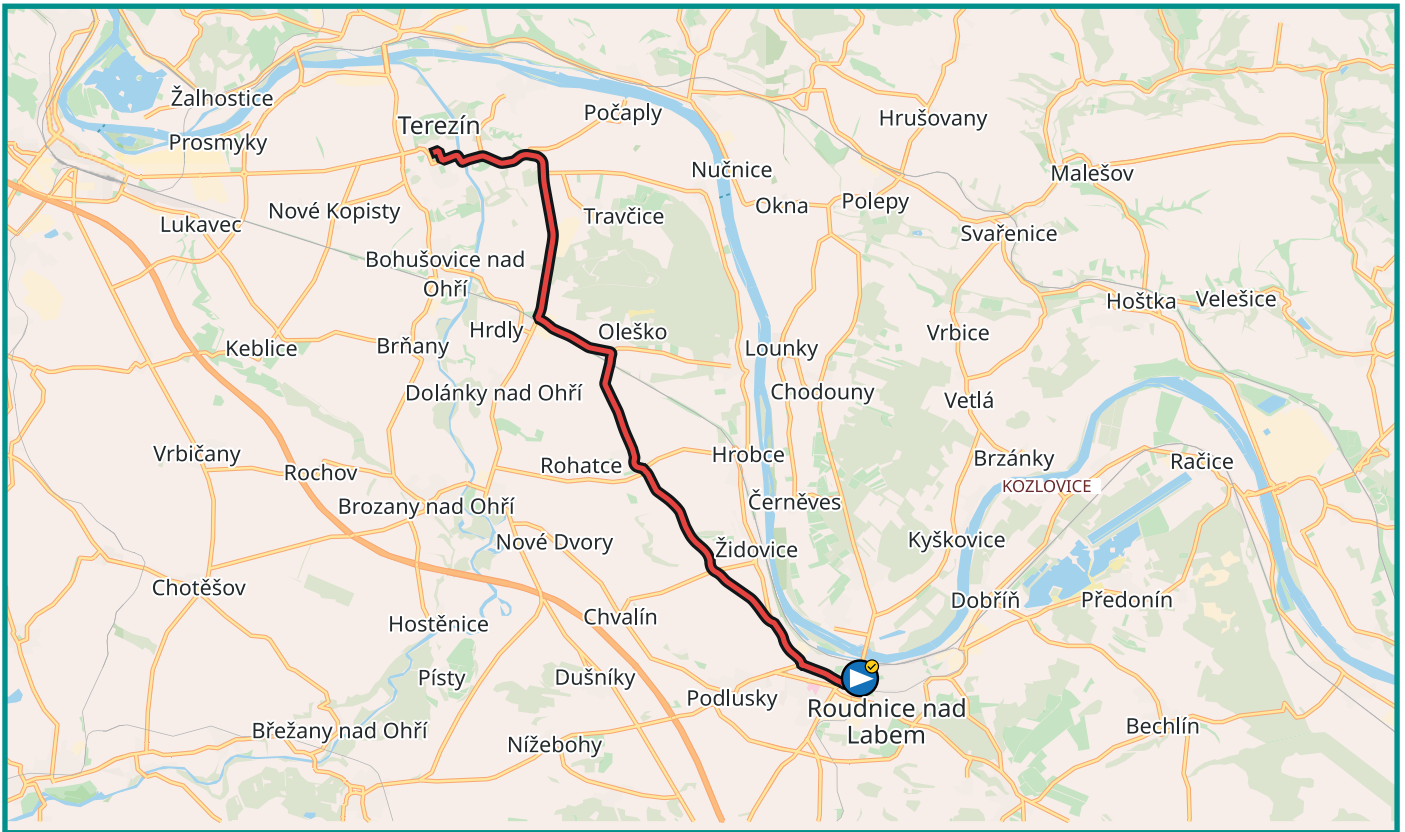 Žalhostice
Počaply
Hrušovany
Terezín
Prosmyky
Nučnice
Malešov
Okna
Polepy
Nové Kopisty
Travčice
Lukavec
Svařenice
Bohušovice nad
Ohří
Hoštka
Velešice
Hrdly
Oleško
Vrbice
Keblice
Brňany
Lounky
Dolánky nad Ohří
Chodouny
Vetlá
Vrbičany
Hrobce
Brzánky
Račice
Rohatce
Rochov
KOZLOVICE
Černěves
Brozany nad Ohří
Nové Dvory
Kyškovice
Židovice
Chotěšov
Dobříň
Předonín
Chvalín
Hostěnice
Písty
Dušníky
Podlusky
Roudnice nad
Labem
Bechlín
Břežany nad Ohří
Nížebohy